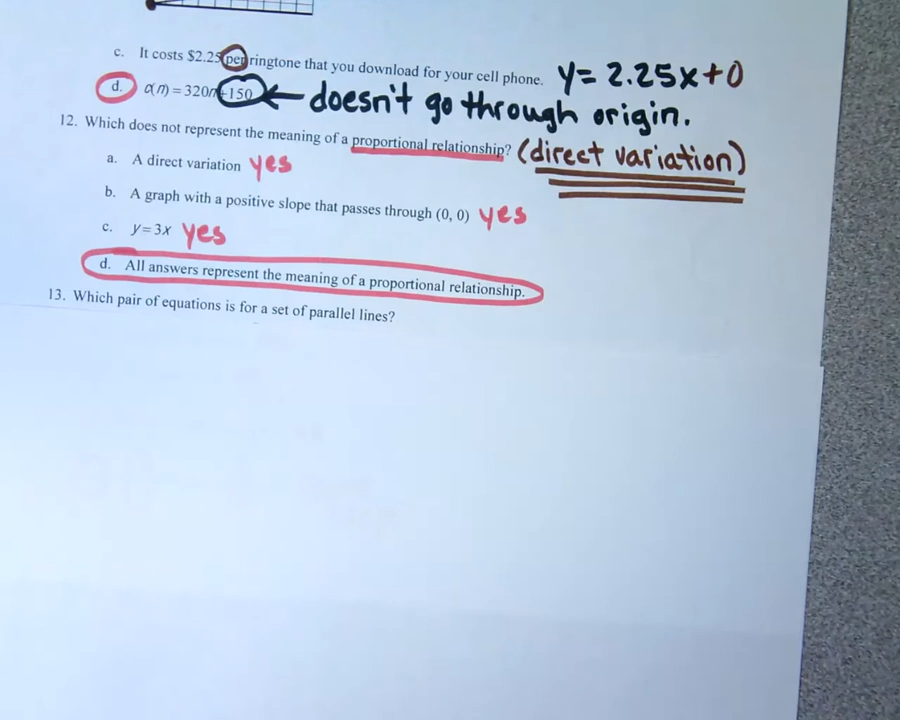 c. It costs $2.25 per ringtone that you download for your cell phone. y= 2.25x+0
d. a(n) = 320n+150 doesn't go through origin.
12. Which does not represent the meaning of a proportional relationship? (direct variation)
a. A direct variation yes
b. A graph with a positive slope that passes through (0, 0) yes
c. y=3x yes
d. All answers represent the meaning of a proportional relationship.
13. Which pair of equations is for a set of parallel lines?